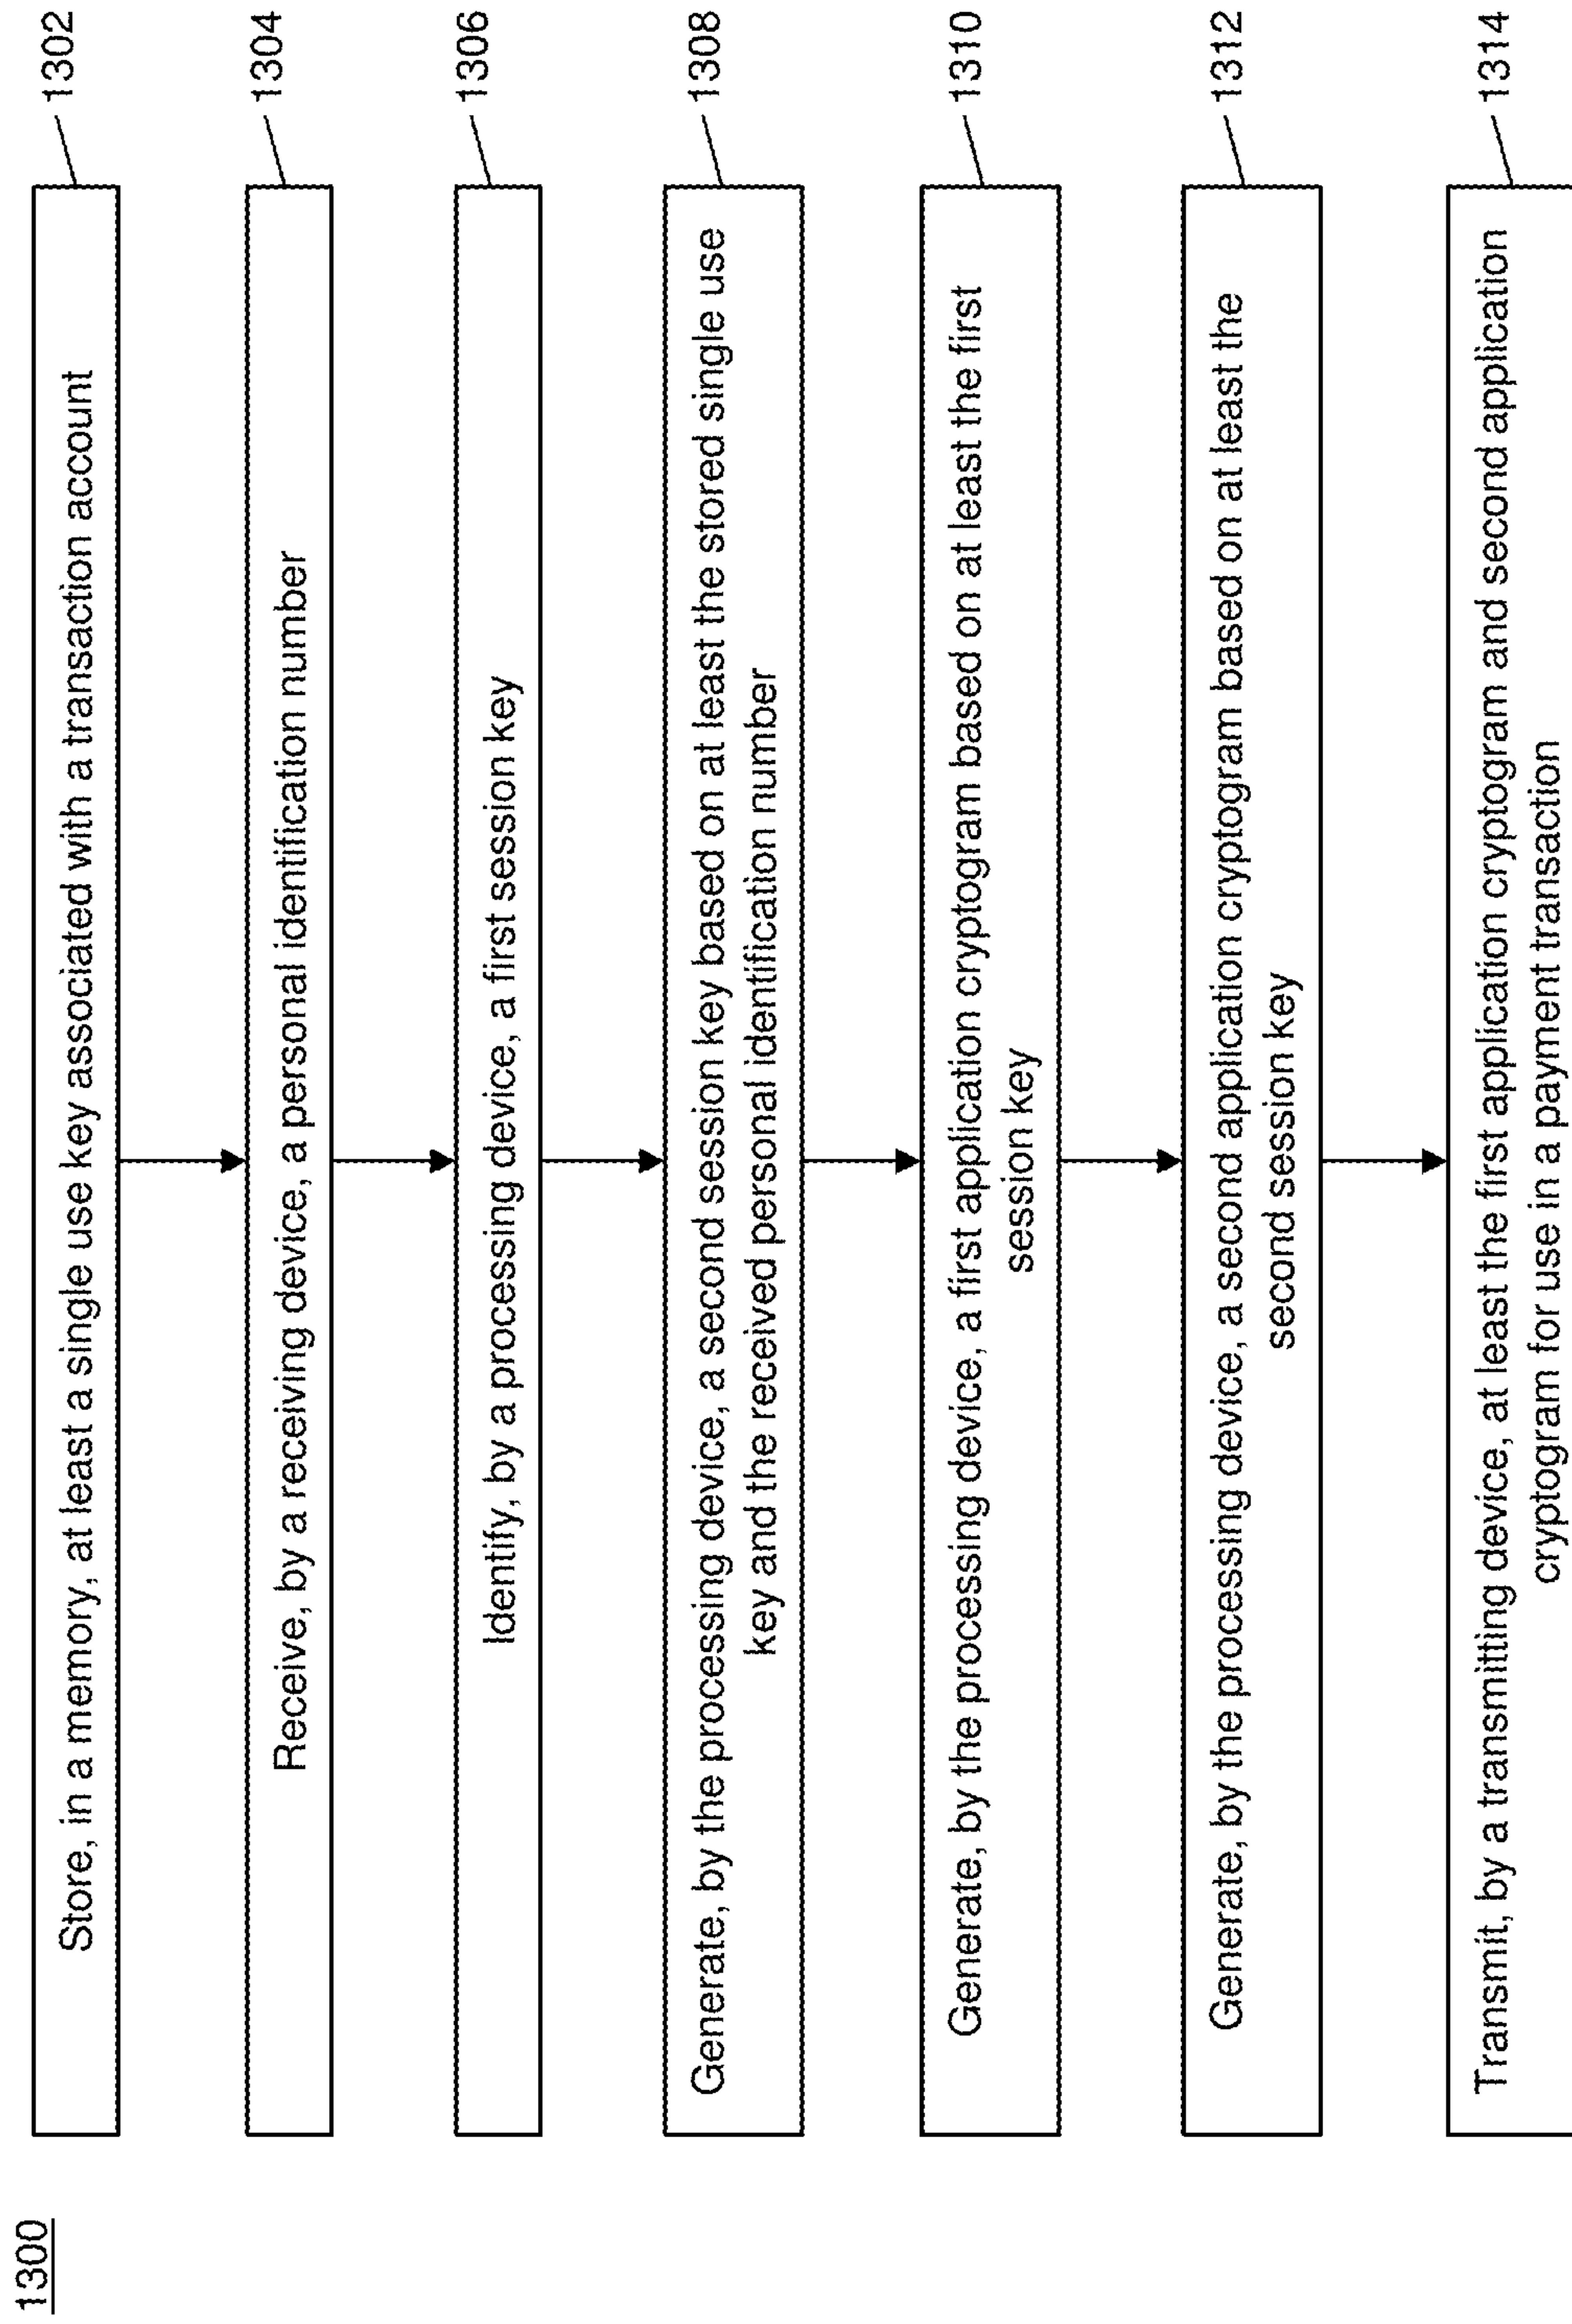 1300
Store, in a memory, at least a single use key associated with a transaction account
1302
Receive, by a receiving device, a personal identification number
1304
Identify, by a processing device, a first session key
1306
Generate, by the processing device, a second session key based on at least the stored single use
key and the received personal identification number
1308
Generate, by the processing device, a first application cryptogram based on at least the first
session key
1310
Generate, by the processing device, a second application cryptogram based on at least the
second session key
1312
Transmit, by a transmitting device, at least the first application cryptogram and second application
cryptogram for use in a payment transaction
1314